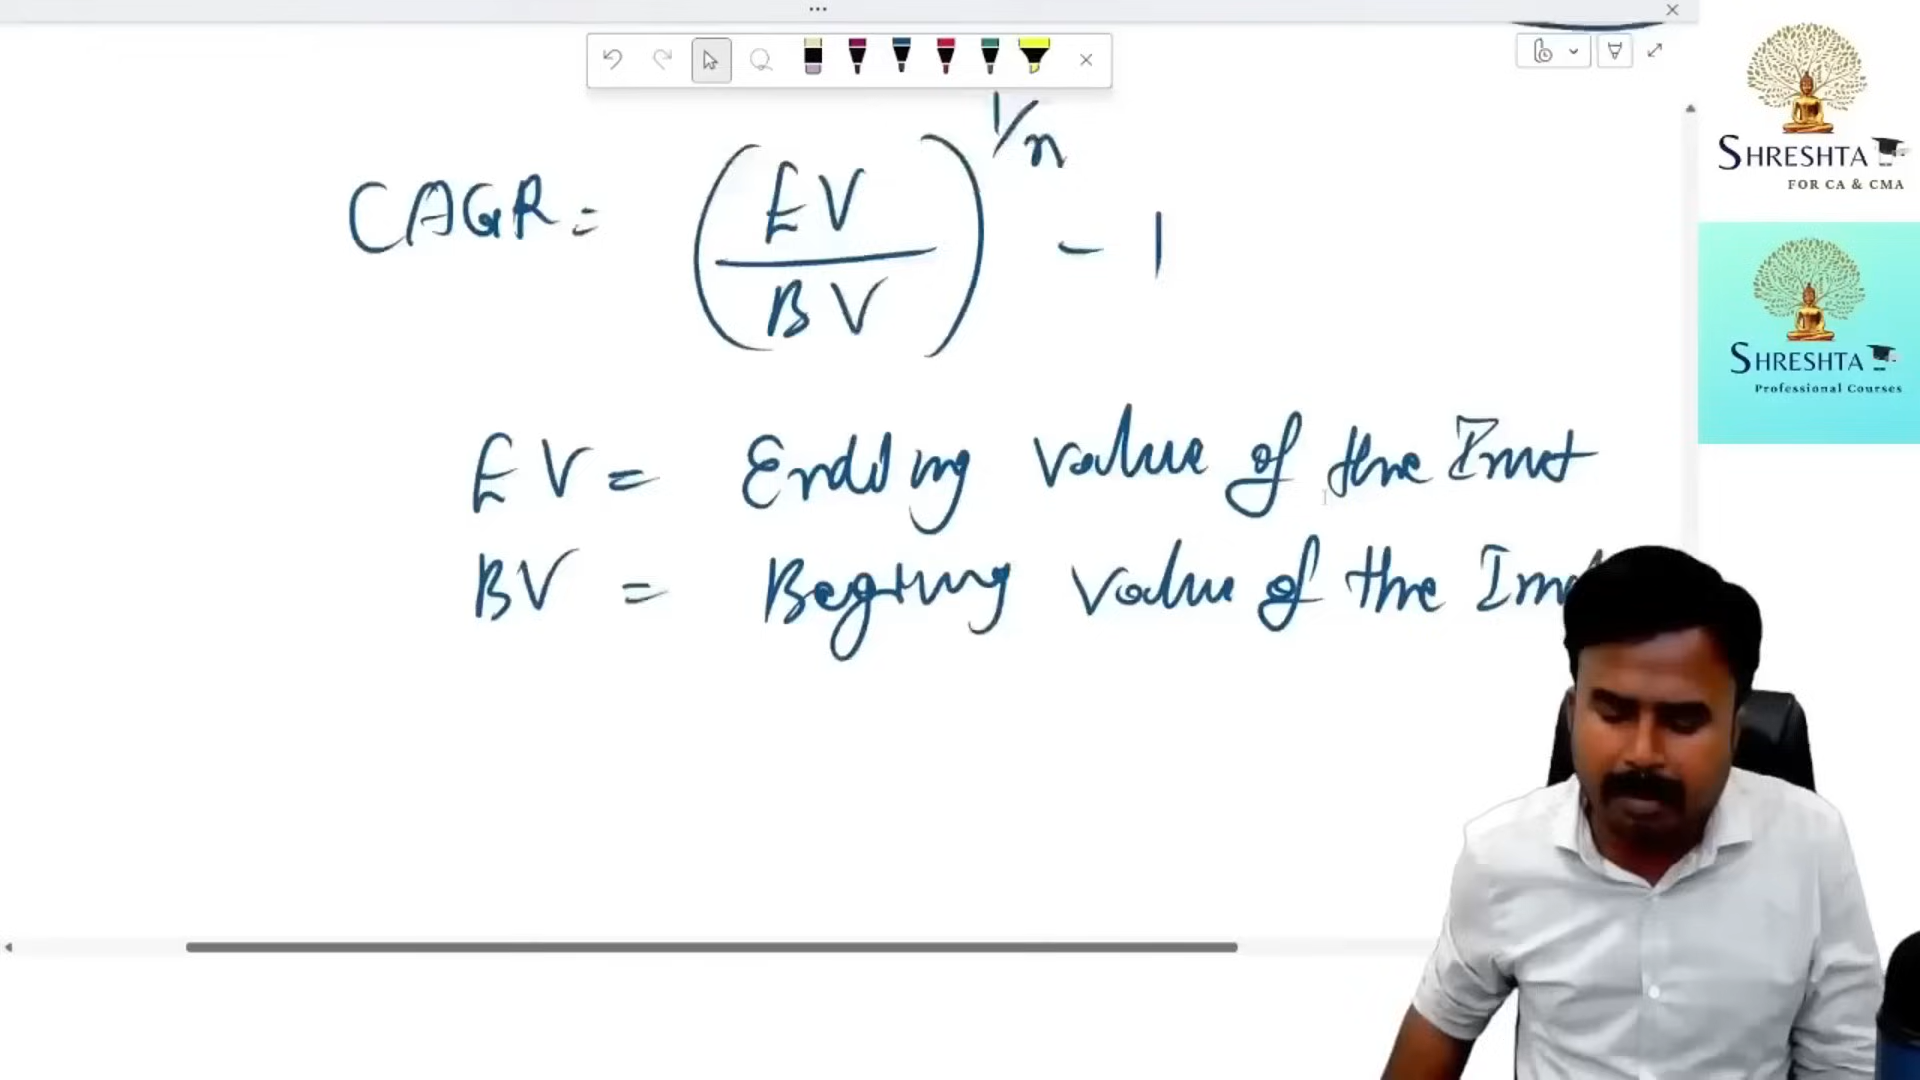 SHRESHTA
FOR CA & CMA
CAGR = (EV/BV)^1/n - 1
SHRESHTA
Professional Courses
EV = Ending value of the Invt
BV = Begining value of the